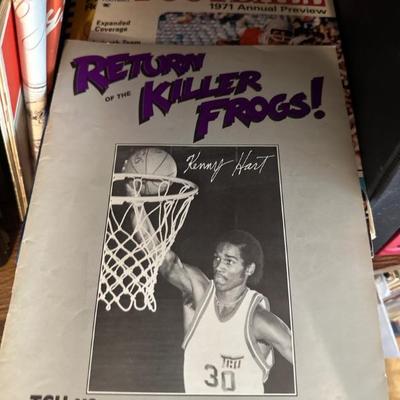 1971 Annual Preview
Expanded
Coverage
RETURN
OF THE KILLER
FROGS!
Kenny Hart
TCU
30